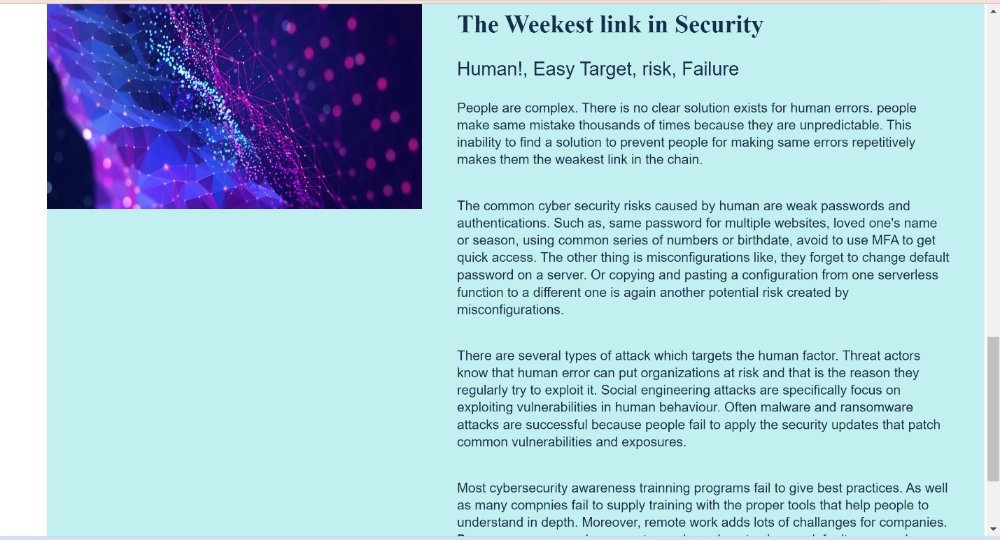 The Weekest link in Security
Human!, Easy Target, risk, Failure
People are complex. There is no clear solution exists for human errors. people
make same mistake thousands of times because they are unpredictable. This
inability to find a solution to prevent people for making same errors repetitively
makes them the weakest link in the chain.
The common cyber security risks caused by human are weak passwords and
authentications. Such as, same password for multiple websites, loved one's name
or season, using common series of numbers or birthdate, avoid to use MFA to get
quick access. The other thing is misconfigurations like, they forget to change default
password on a server. Or copying and pasting a configuration from one serverless
function to a different one is again another potential risk created by
misconfigurations.
There are several types of attack which targets the human factor. Threat actors
know that human error can put organizations at risk and that is the reason they
regularly try to exploit it. Social engineering attacks are specifically focus on
exploiting vulnerabilities in human behaviour. Often malware and ransomware
attacks are successful because people fail to apply the security updates that patch
common vulnerabilities and exposures.
Most cybersecurity awareness trainning programs fail to give best practices. As well
as many compnies fail to supply training with the proper tools that help people to
understand in depth. Moreover, remote work adds lots of challanges for companies.